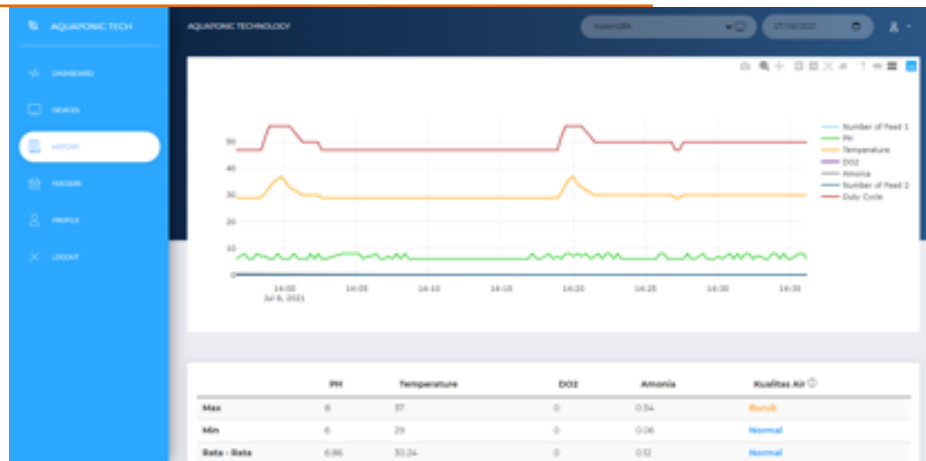 AQUAPONIC TECH
AQUAPONIC TECHNOLOGY
07/08/2021
DASHBOARD
DEVICES
HISTORY
FEEDERS
PROFILE
LOGOUT
Number of Feed 1
PH
Temperature
DO2
Amonia
Number of Feed 2
Duty Cycle
50
40
30
20
10
0
14:00
14:05
14:10
14:15
14:20
14:25
14:30
14:35
Jul 8, 2021
PH Temperature DO2 Amonia Kualitas Air
Max 8 37 0 0.34 Buruk
Min 6 29 0 0.06 Normal
Rata - Rata 6.86 30.24 0 0.12 Normal